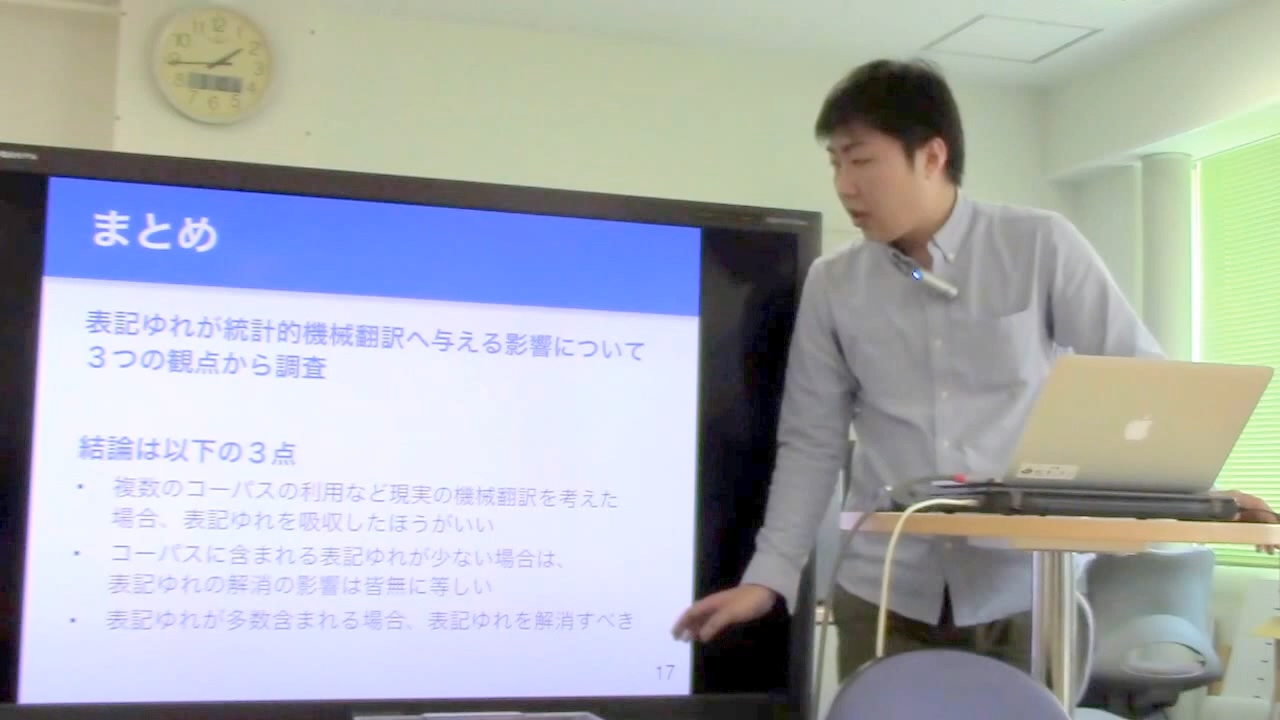 まとめ
表記ゆれが統計的機械翻訳へ与える影響について
３つの観点から調査
結論は以下の３点
・ 複数のコーパスの利用など現実の機械翻訳を考えた
場合、表記ゆれを吸収したほうがいい
・ コーパスに含まれる表記ゆれが少ない場合は、
表記ゆれの解消の影響は皆無に等しい
・ 表記ゆれが多数含まれる場合、表記ゆれを解消すべき
17